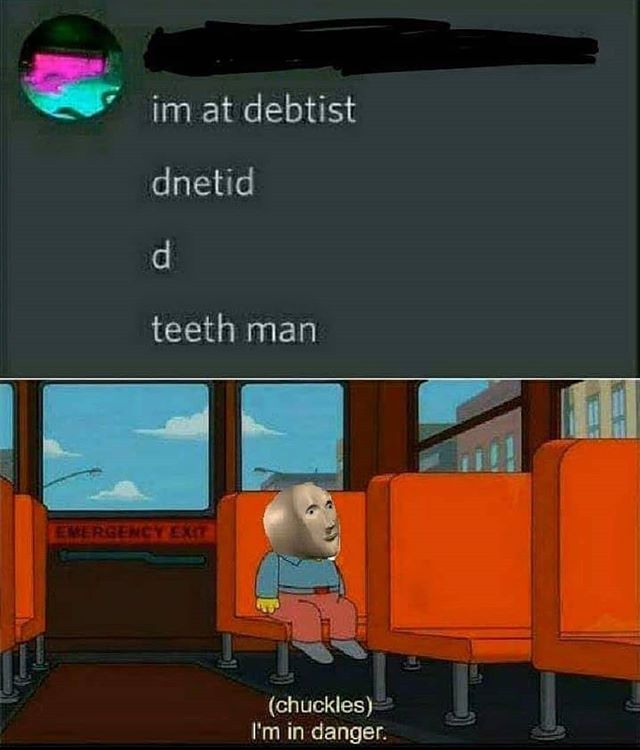 im at debtist
dnetid
d
teeth man
EMERGENCY EXIT
(chuckles)
I'm in danger.